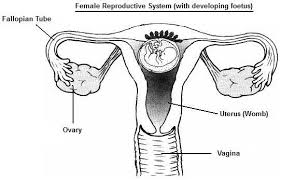 Female Reproductive System (with developing foetus)
Fallopian Tube
Uterus (Womb)
Ovary
Vagina